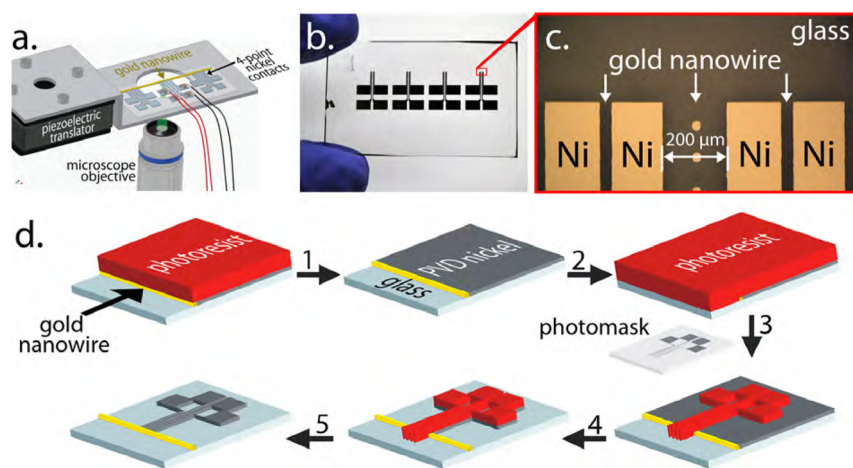 a.
gold nanowire
4-point
nickel
contacts
piezoelectric
translator
microscope
objective
b.
c.
glass
gold nanowire
200 µm
Ni
Ni
Ni
Ni
d.
photoresist
1
PVD nickel
glass
2
photoresist
gold
nanowire
photomask
3
5
4